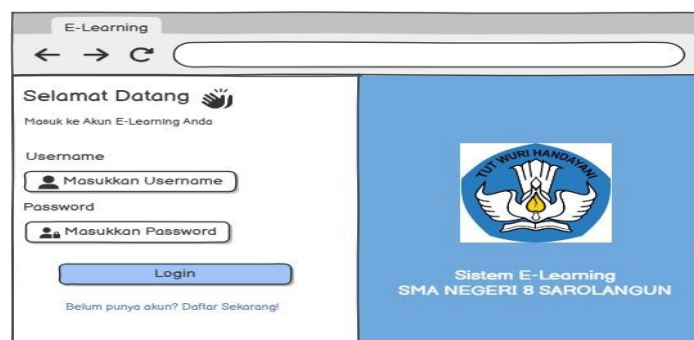 E-Learning
Selamat Datang
Masuk ke Akun E-Learning Anda
Username
Masukkan Username
Password
Masukkan Password
Login
Belum punya akun? Daftar Sekarang!
TUT WURI HANDAYANI
Sistem E-Learning
SMA NEGERI 8 SAROLANGUN